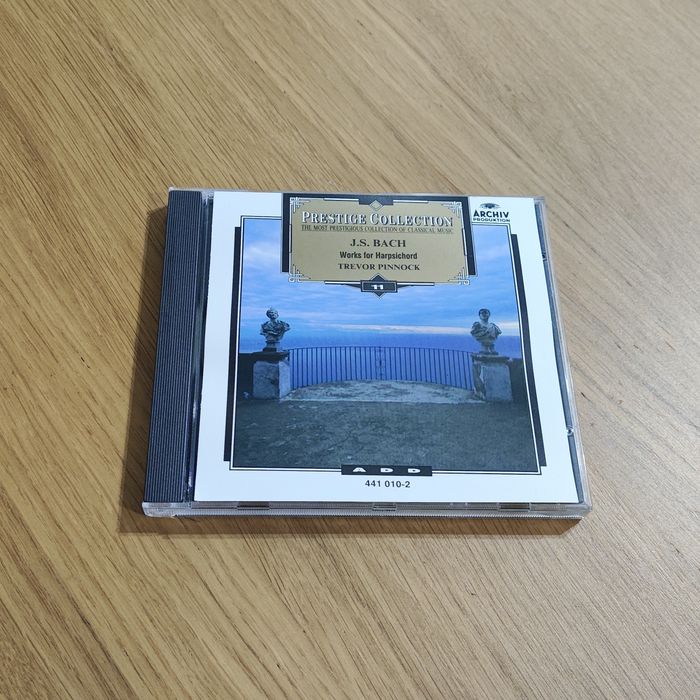 PRESTIGE COLLECTION
THE MOST PRESTIGIOUS COLLECTION OF CLASSICAL MUSIC
J.S. BACH
Works for Harpsichord
TREVOR PINNOCK
11
ARCHIV
PRODUKTION
ADD
441 010-2